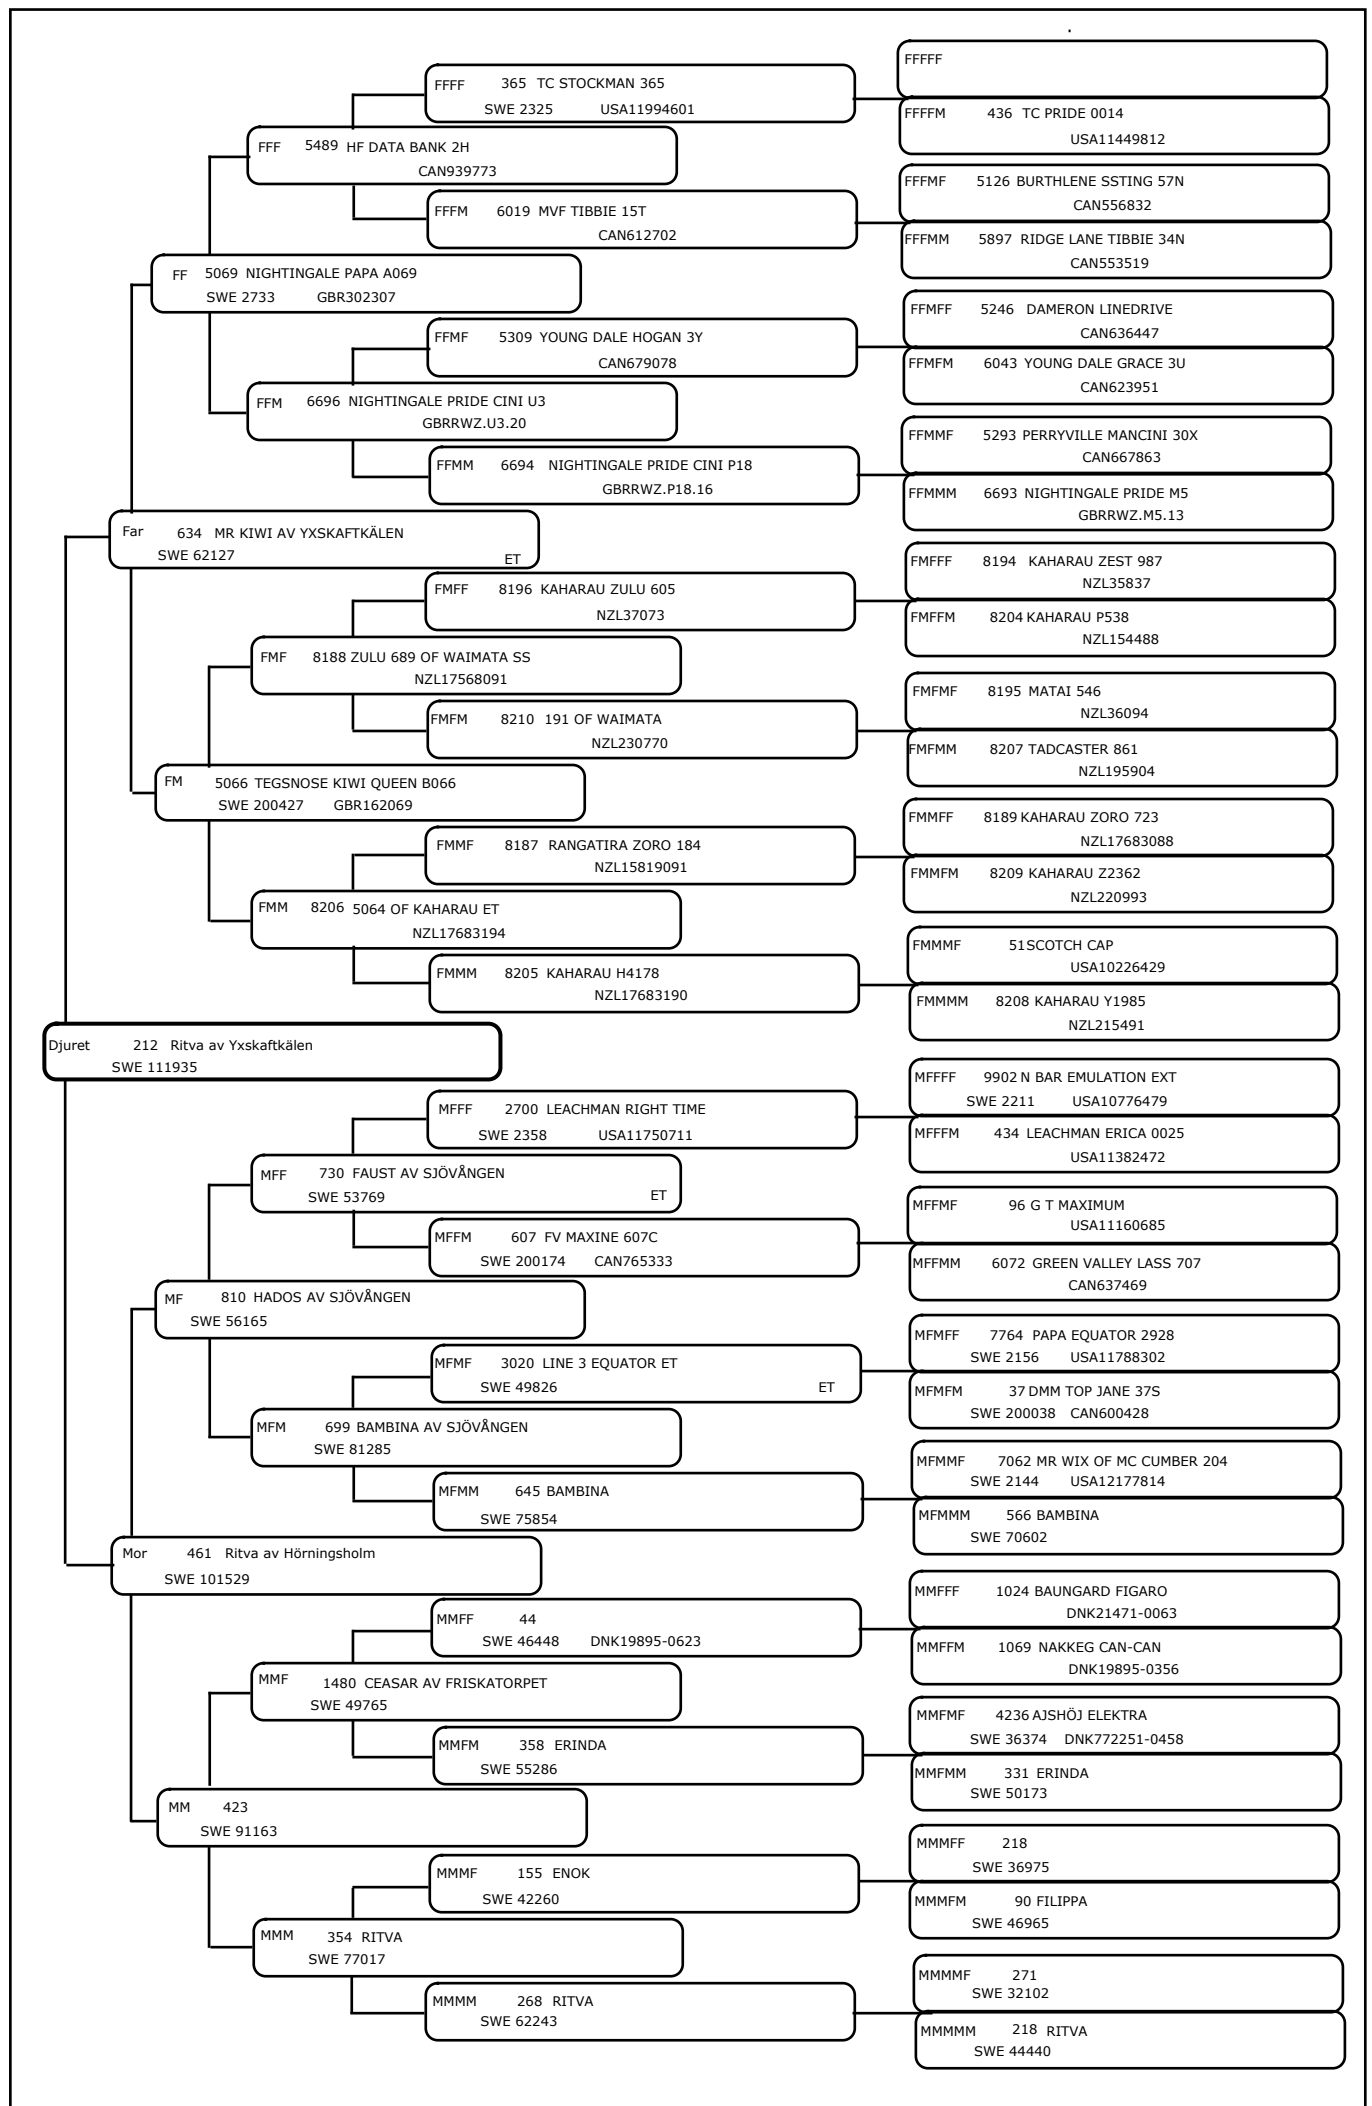 FFFFF
FFFF 365 TC STOCKMAN 365
SWE 2325 USA11994601
FFFFM 436 TC PRIDE 0014
USA11449812
FFF 5489 HF DATA BANK 2H
CAN939773
FFFMF 5126 BURTHLENE SSTING 57N
CAN556832
FFFM 6019 MVF TIBBIE 15T
CAN612702
FFFMM 5897 RIDGE LANE TIBBIE 34N
CAN553519
FF 5069 NIGHTINGALE PAPA A069
SWE 2733 GBR302307
FFMFF 5246 DAMERON LINEDRIVE
CAN636447
FFMF 5309 YOUNG DALE HOGAN 3Y
CAN679078
FFMFM 6043 YOUNG DALE GRACE 3U
CAN623951
FFM 6696 NIGHTINGALE PRIDE CINI U3
GBRRWZ.U3.20
FFMMF 5293 PERRYVILLE MANCINI 30X
CAN667863
FFMM 6694 NIGHTINGALE PRIDE CINI P18
GBRRWZ.P18.16
FFMMM 6693 NIGHTINGALE PRIDE M5
GBRRWZ.M5.13
Far 634 MR KIWI AV YXSKAFTKÄLEN
SWE 62127 ET
FMFFF 8194 KAHARAU ZEST 987
NZL35837
FMFF 8196 KAHARAU ZULU 605
NZL37073
FMFFM 8204 KAHARAU P538
NZL154488
FMF 8188 ZULU 689 OF WAIMATA SS
NZL17568091
FMFMF 8195 MATAI 546
NZL36094
FMFM 8210 191 OF WAIMATA
NZL230770
FMFMM 8207 TADCASTER 861
NZL195904
FM 5066 TEGSNOSE KIWI QUEEN B066
SWE 200427 GBR162069
FMMFF 8189 KAHARAU ZORO 723
NZL17683088
FMMF 8187 RANGATIRA ZORO 184
NZL15819091
FMMFM 8209 KAHARAU Z2362
NZL220993
FMM 8206 5064 OF KAHARAU ET
NZL17683194
FMMMF 51 SCOTCH CAP
USA10226429
FMMM 8205 KAHARAU H4178
NZL17683190
FMMMM 8208 KAHARAU Y1985
NZL215491
Djuret 212 Ritva av Yxskaftkälen
SWE 111935
MFFFF 9902 N BAR EMULATION EXT
SWE 2211 USA10776479
MFFF 2700 LEACHMAN RIGHT TIME
SWE 2358 USA11750711
MFFFM 434 LEACHMAN ERICA 0025
USA11382472
MFF 730 FAUST AV SJÖVÅNGEN
SWE 53769 ET
MFFMF 96 G T MAXIMUM
USA11160685
MFFM 607 FV MAXINE 607C
SWE 200174 CAN765333
MFFMM 6072 GREEN VALLEY LASS 707
CAN637469
MF 810 HADOS AV SJÖVÅNGEN
SWE 56165
MFMFF 7764 PAPA EQUATOR 2928
SWE 2156 USA11788302
MFMF 3020 LINE 3 EQUATOR ET
SWE 49826 ET
MFMFM 37 DMM TOP JANE 37S
SWE 200038 CAN600428
MFM 699 BAMBINA AV SJÖVÅNGEN
SWE 81285
MFMMF 7062 MR WIX OF MC CUMBER 204
SWE 2144 USA12177814
MFMM 645 BAMBINA
SWE 75854
MFMMM 566 BAMBINA
SWE 70602
Mor 461 Ritva av Hörningsholm
SWE 101529
MMFFF 1024 BAUNGARD FIGARO
DNK21471-0063
MMFF 44
SWE 46448 DNK19895-0623
MMFFM 1069 NAKKEG CAN-CAN
DNK19895-0356
MMF 1480 CEASAR AV FRISKATORPET
SWE 49765
MMFMF 4236 AJSHÖJ ELEKTRA
SWE 36374 DNK772251-0458
MMFM 358 ERINDA
SWE 55286
MMFMM 331 ERINDA
SWE 50173
MM 423
SWE 91163
MMMFF 218
SWE 36975
MMMF 155 ENOK
SWE 42260
MMMFM 90 FILIPPA
SWE 46965
MMM 354 RITVA
SWE 77017
MMMMF 271
SWE 32102
MMMM 268 RITVA
SWE 62243
MMMMM 218 RITVA
SWE 44440